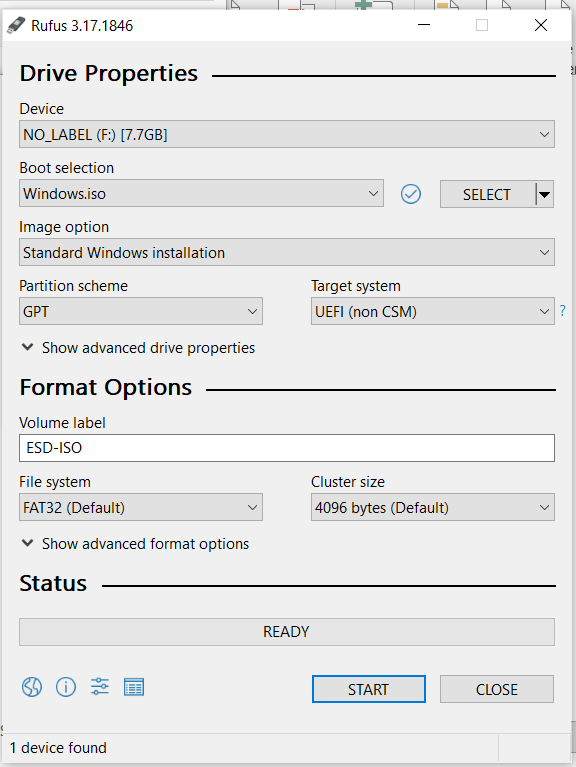 Rufus 3.17.1846
Drive Properties
Device
NO_LABEL (F:) [7.7GB]
Boot selection
Windows.iso
SELECT
Image option
Standard Windows installation
Partition scheme
Target system
GPT
UEFI (non CSM)
?
Show advanced drive properties
Format Options
Volume label
ESD-ISO
File system
Cluster size
FAT32 (Default)
4096 bytes (Default)
Show advanced format options
Status
READY
START
CLOSE
1 device found